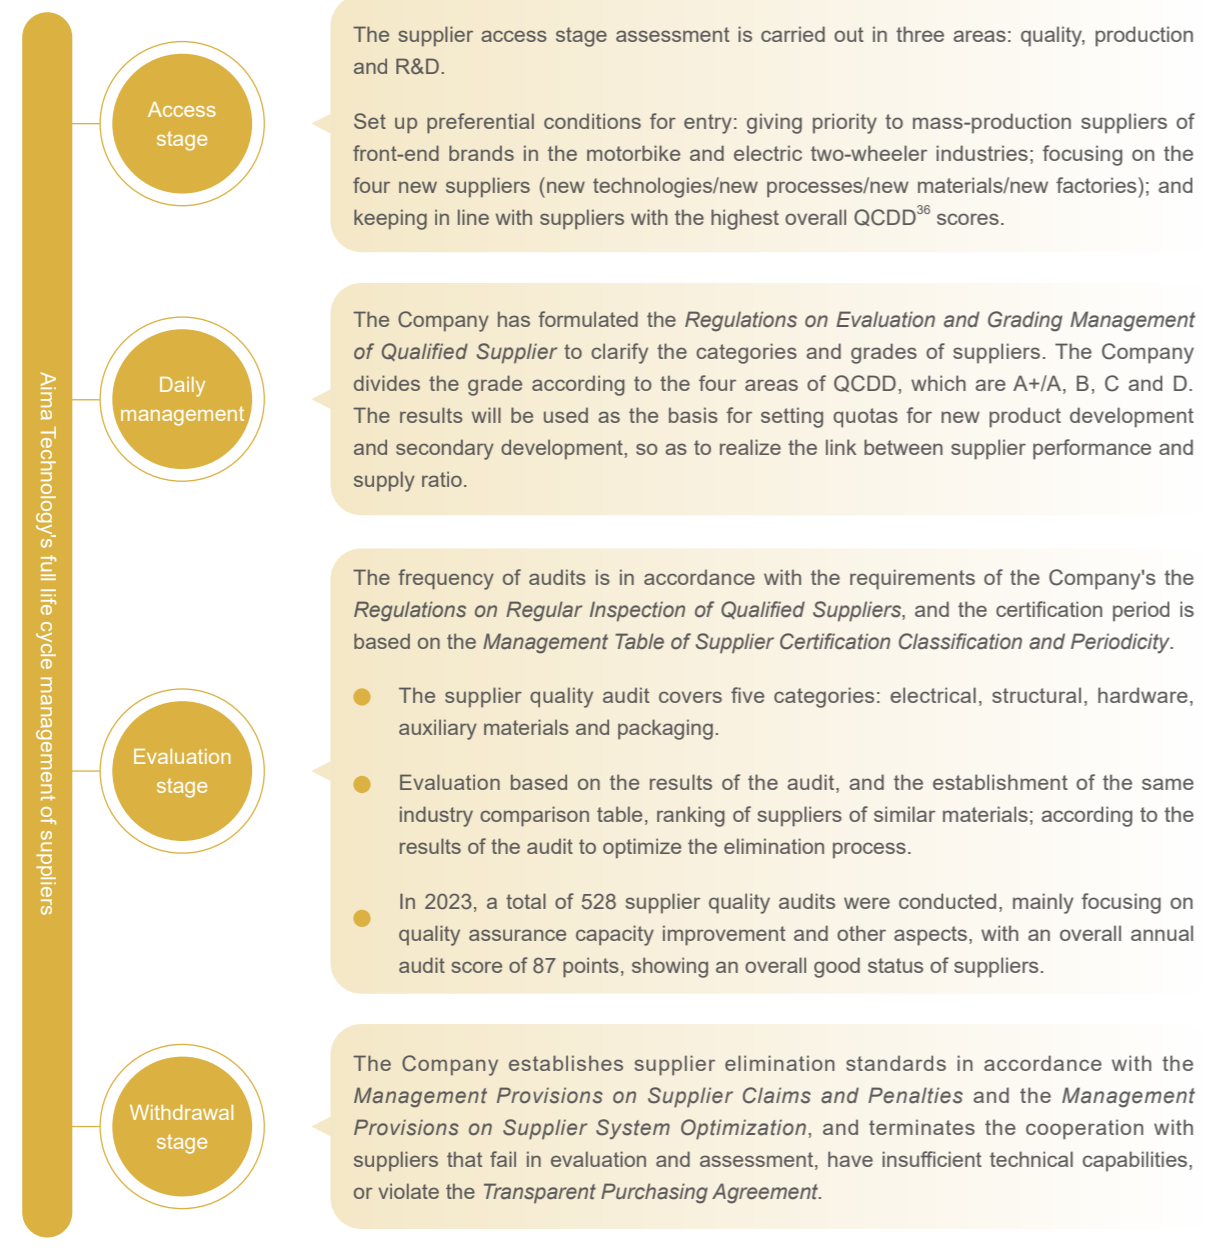 Aima Technology's full life cycle management of suppliers
Access
stage
The supplier access stage assessment is carried out in three areas: quality, production
and R&D.
Set up preferential conditions for entry: giving priority to mass-production suppliers of
front-end brands in the motorbike and electric two-wheeler industries; focusing on the
four new suppliers (new technologies/new processes/new materials/new factories); and
keeping in line with suppliers with the highest overall QCDD36 scores.
Daily
management
The Company has formulated the Regulations on Evaluation and Grading Management
of Qualified Supplier to clarify the categories and grades of suppliers. The Company
divides the grade according to the four areas of QCDD, which are A+/A, B, C and D.
The results will be used as the basis for setting quotas for new product development
and secondary development, so as to realize the link between supplier performance and
supply ratio.
Evaluation
stage
The frequency of audits is in accordance with the requirements of the Company's the
Regulations on Regular Inspection of Qualified Suppliers, and the certification period is
based on the Management Table of Supplier Certification Classification and Periodicity.
The supplier quality audit covers five categories: electrical, structural, hardware,
auxiliary materials and packaging.
Evaluation based on the results of the audit, and the establishment of the same
industry comparison table, ranking of suppliers of similar materials; according to the
results of the audit to optimize the elimination process.
In 2023, a total of 528 supplier quality audits were conducted, mainly focusing on
quality assurance capacity improvement and other aspects, with an overall annual
audit score of 87 points, showing an overall good status of suppliers.
Withdrawal
stage
The Company establishes supplier elimination standards in accordance with the
Management Provisions on Supplier Claims and Penalties and the Management
Provisions on Supplier System Optimization, and terminates the cooperation with
suppliers that fail in evaluation and assessment, have insufficient technical capabilities,
or violate the Transparent Purchasing Agreement.